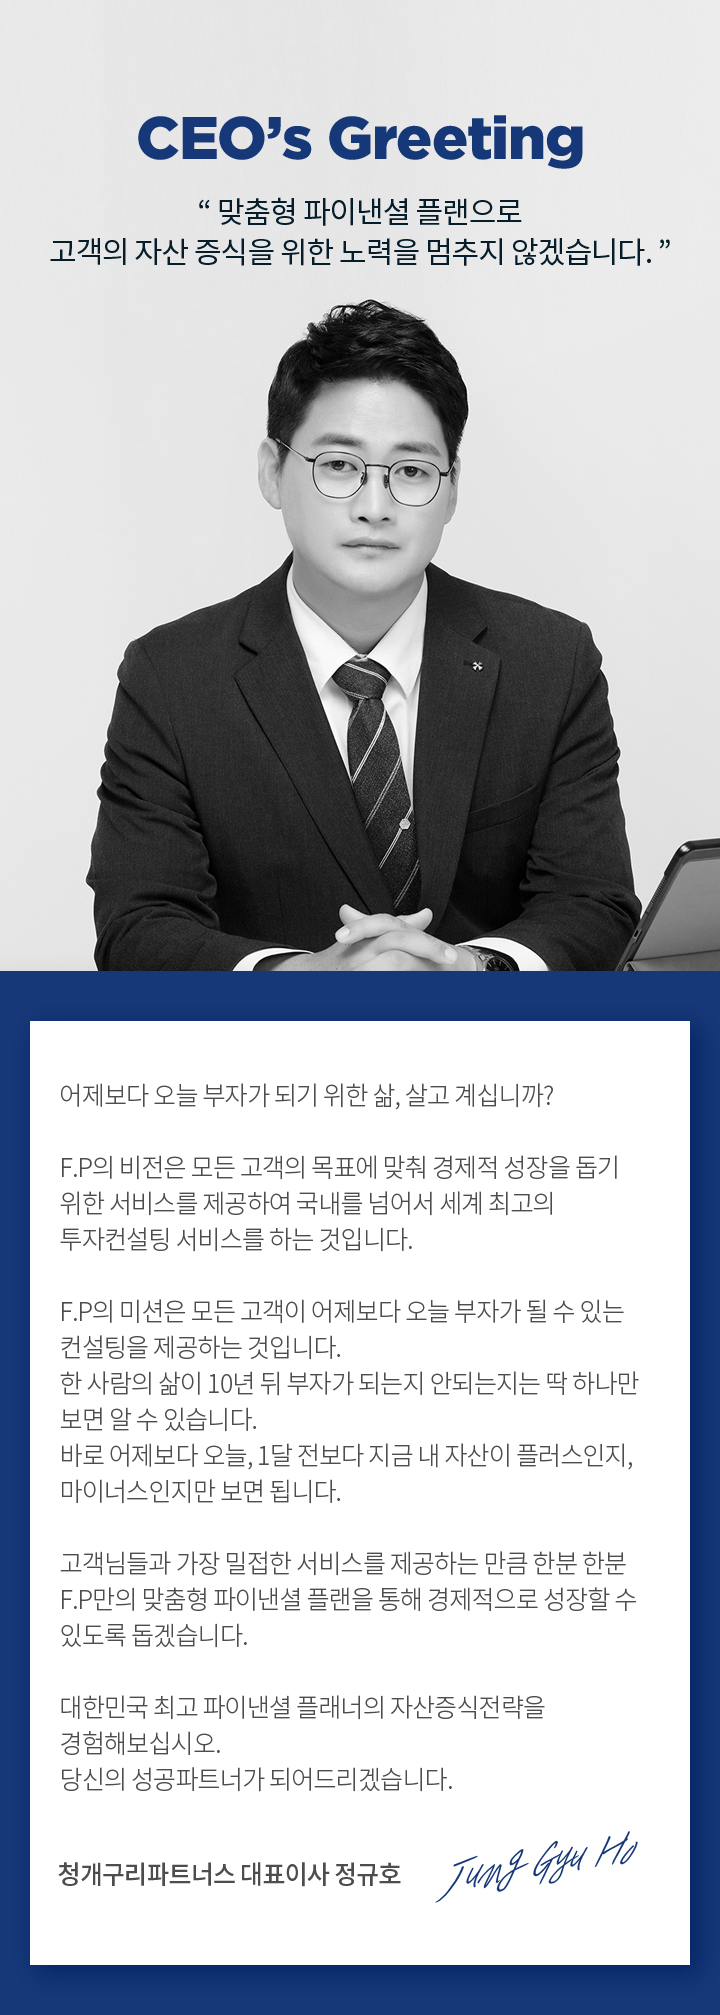 CEO’s Greeting
“ 맞춤형 파이낸셜 플랜으로
고객의 자산 증식을 위한 노력을 멈추지 않겠습니다. ”
어제보다 오늘 부자가 되기 위한 삶, 살고 계십니까?
F.P의 비전은 모든 고객의 목표에 맞춰 경제적 성장을 돕기
위한 서비스를 제공하여 국내를 넘어서 세계 최고의
투자컨설팅 서비스를 하는 것입니다.
F.P의 미션은 모든 고객이 어제보다 오늘 부자가 될 수 있는
컨설팅을 제공하는 것입니다.
한 사람의 삶이 10년 뒤 부자가 되는지 안되는지는 딱 하나만
보면 알 수 있습니다.
바로 어제보다 오늘, 1달 전보다 지금 내 자산이 플러스인지,
마이너스인지만 보면 됩니다.
고객님들과 가장 밀접한 서비스를 제공하는 만큼 한분 한분
F.P만의 맞춤형 파이낸셜 플랜을 통해 경제적으로 성장할 수
있도록 돕겠습니다.
대한민국 최고 파이낸셜 플래너의 자산증식전략을
경험해보십시오.
당신의 성공파트너가 되어드리겠습니다.
청개구리파트너스 대표이사 정규호
Jung Gyu Ho